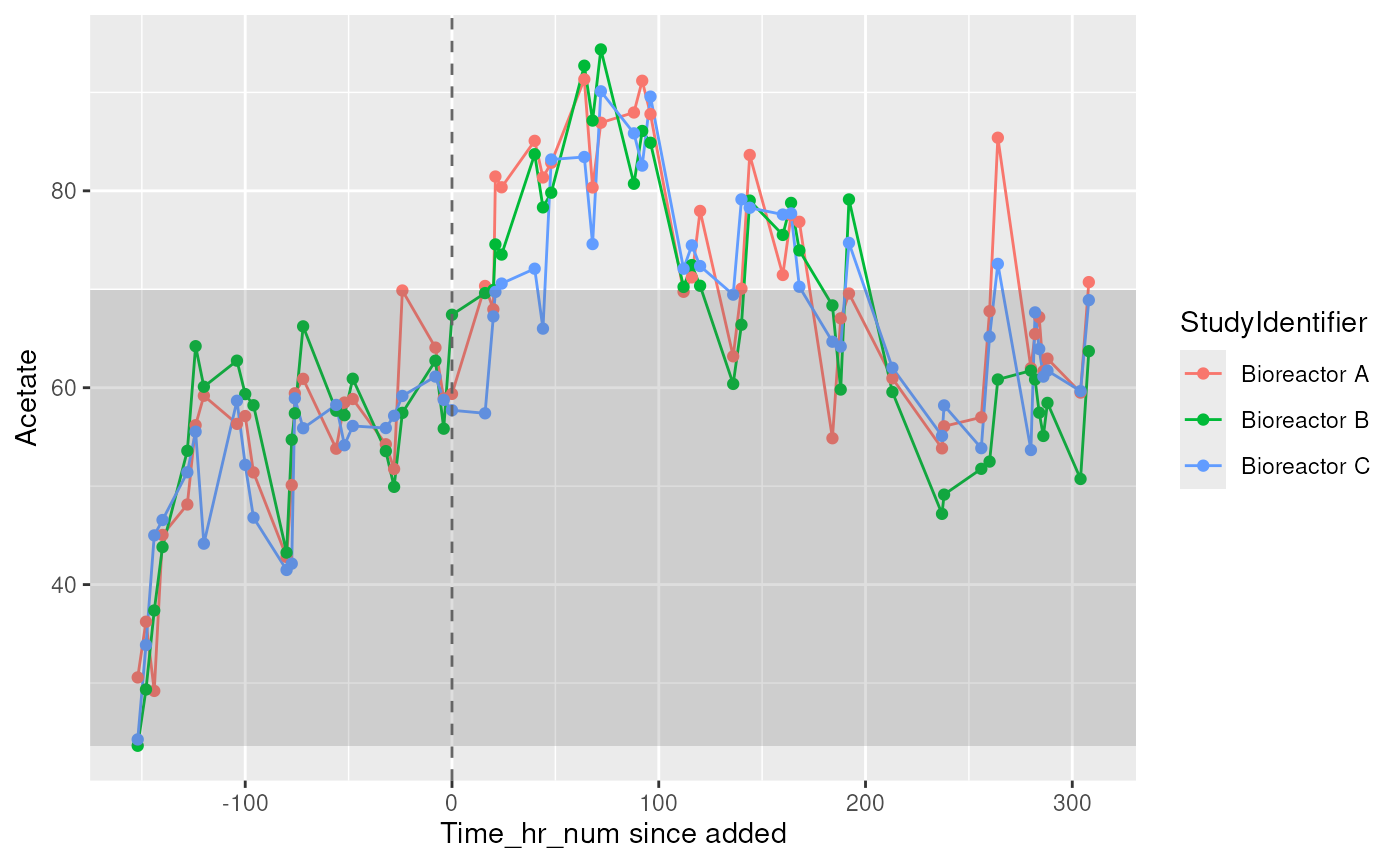 Acetate
80
60
40
-100
0
100
200
300
Time_hr_num since added
StudyIdentifier
Bioreactor A
Bioreactor B
Bioreactor C